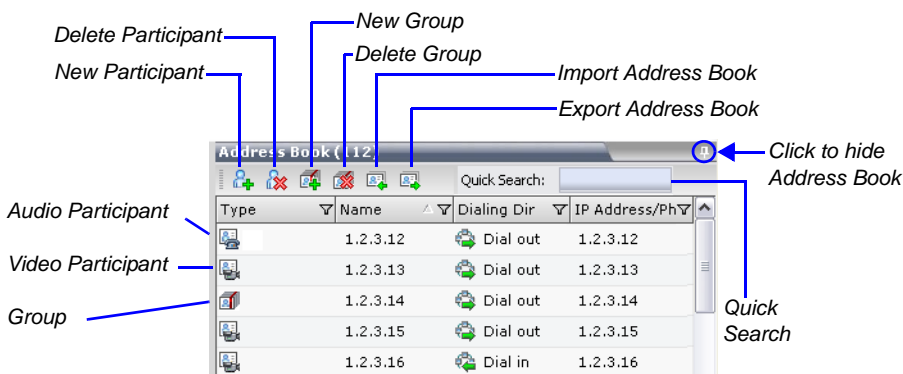 New Group
Delete Participant
Delete Group
New Participant
Import Address Book
Export Address Book
Address Book (112)
Click to hide
Address Book
Quick Search:
Audio Participant
Type Name Dialing Dir IP Address/Ph
1.2.3.12 Dial out 1.2.3.12
Video Participant
1.2.3.13 Dial out 1.2.3.13
Group
1.2.3.14 Dial out 1.2.3.14
Quick
Search
1.2.3.15 Dial out 1.2.3.15
1.2.3.16 Dial in 1.2.3.16